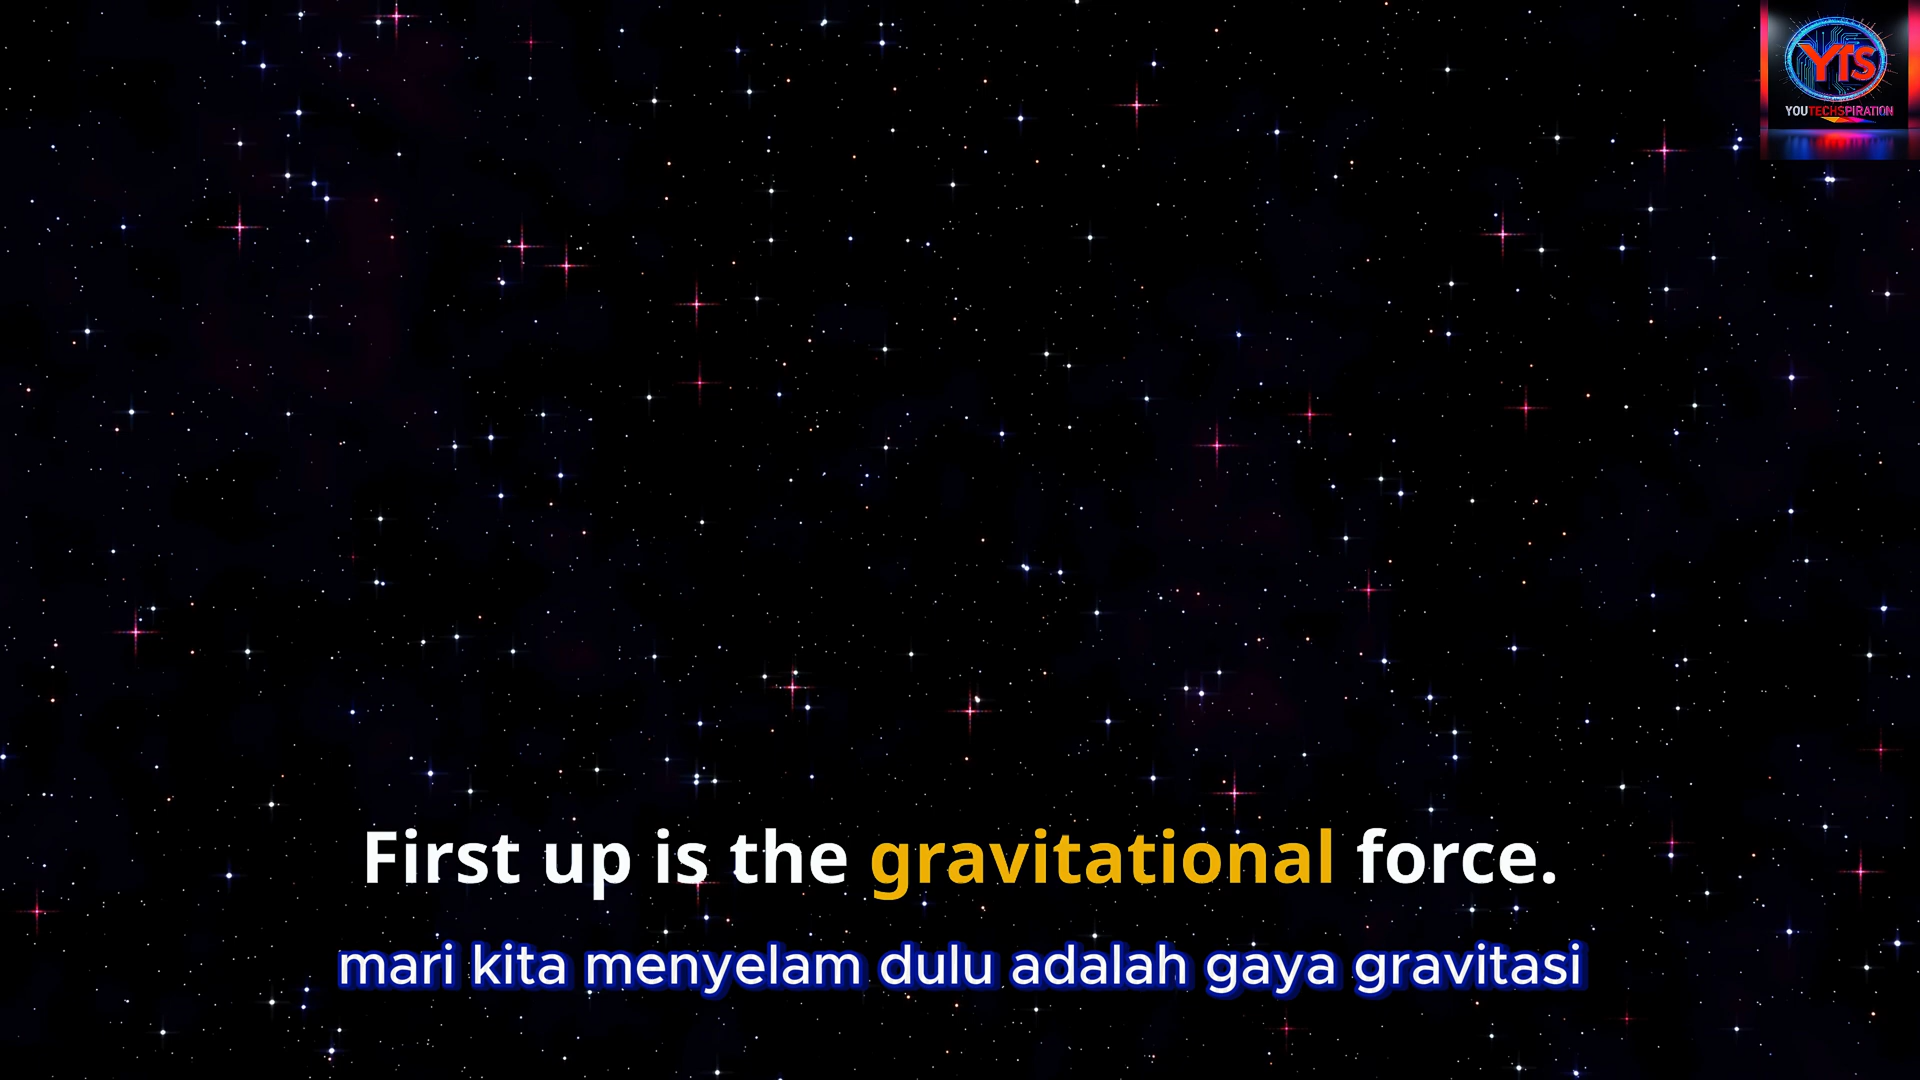 YTS
YOUTECHSPIRATION
First up is the gravitational force.
mari kita menyelam dulu adalah gaya gravitasi